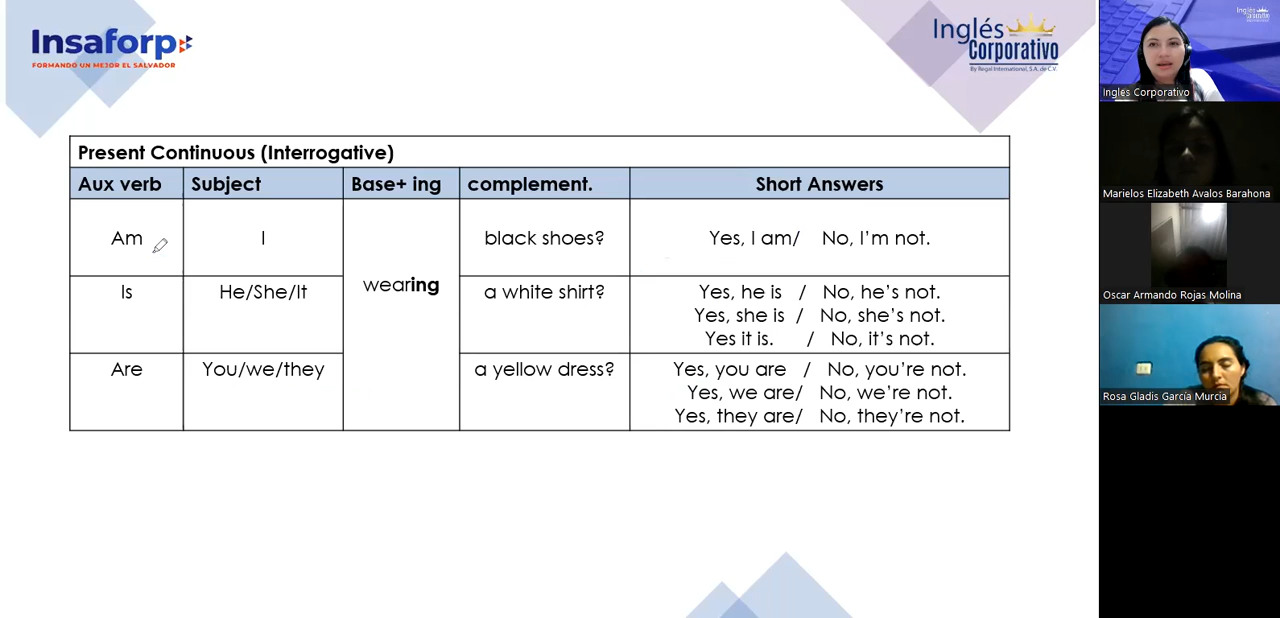 Insaforp
FORMANDO UN MEJOR EL SALVADOR
Inglés
Corporativo
By Regal International, S.A. de C.V.
Present Continuous (Interrogative)
Aux verb Subject Base+ ing complement. Short Answers
Am I black shoes? Yes, I am/ No, I'm not.
wearing
Is He/She/It a white shirt? Yes, he is / No, he's not.
Yes, she is / No, she's not.
Yes it is. / No, it's not.
Are You/we/they a yellow dress? Yes, you are / No, you're not.
Yes, we are/ No, we're not.
Yes, they are/ No, they're not.
Inglés Corporativo
Marielos Elizabeth Avalos Barahona
Oscar Armando Rojas Molina
Rosa Gladis García Murcia